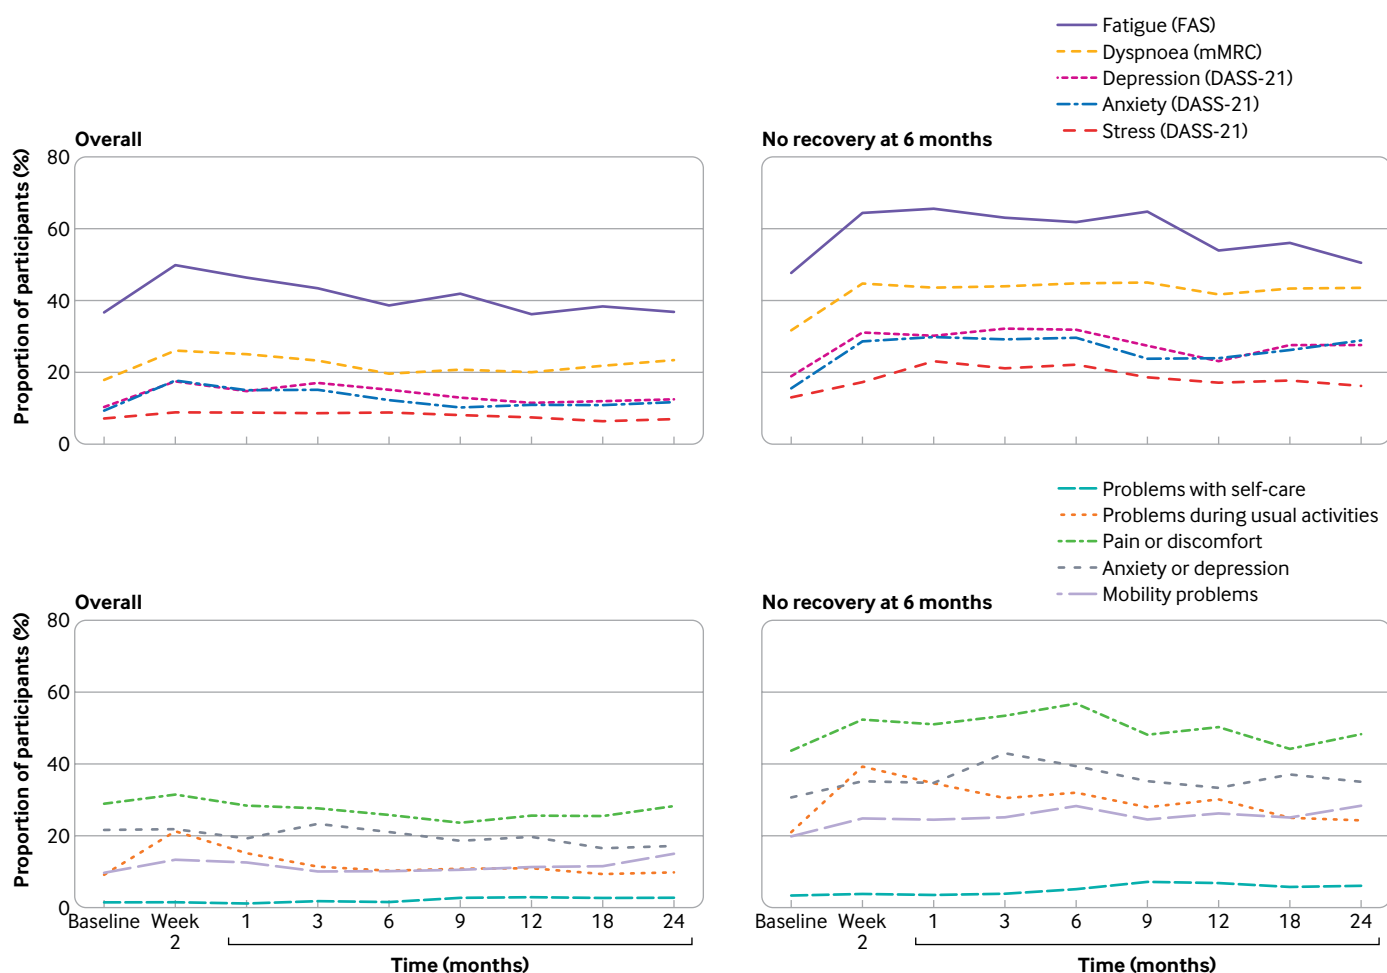 Fatigue (FAS)
Dyspnoea (mMRC)
Depression (DASS-21)
Anxiety (DASS-21)
Stress (DASS-21)
Overall
No recovery at 6 months
Proportion of participants (%)
80
60
40
20
0
Problems with self-care
Problems during usual activities
Pain or discomfort
Anxiety or depression
Mobility problems
Overall
No recovery at 6 months
Proportion of participants (%)
80
60
40
20
0
Baseline Week 2 1 3 6 9 12 18 24
Time (months)
Baseline Week 2 1 3 6 9 12 18 24
Time (months)